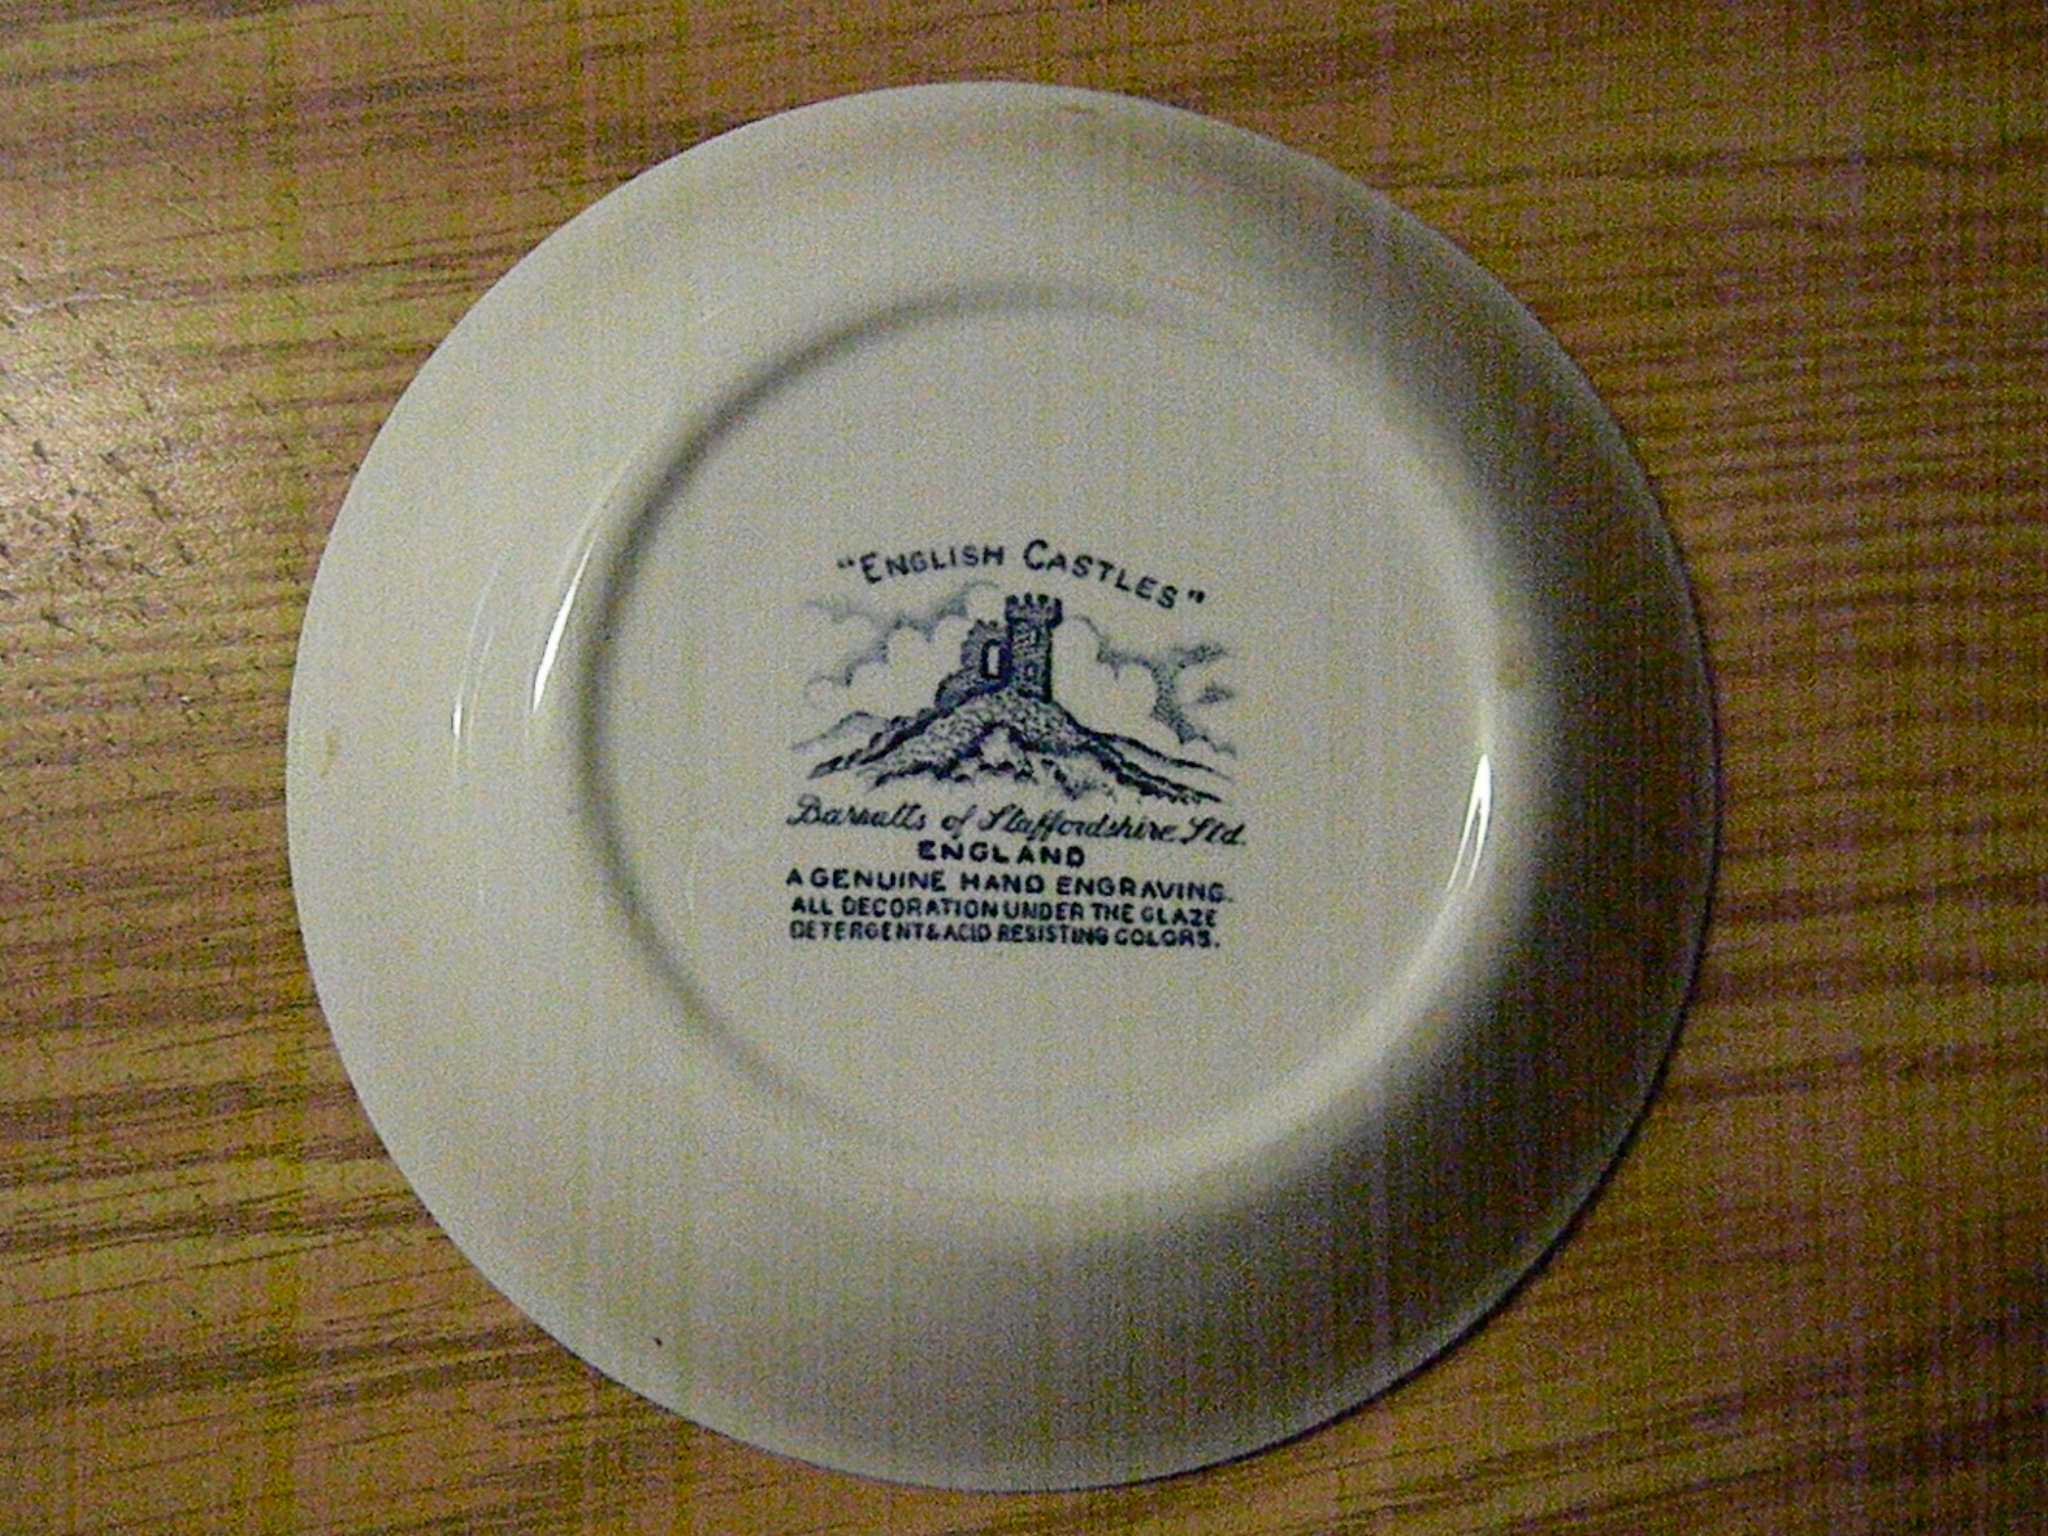 "ENGLISH CASTLES"
Barratts of Staffordshire Ltd.
ENGLAND
A GENUINE HAND ENGRAVING.
ALL DECORATION UNDER THE GLAZE
DETERGENT & ACID RESISTING COLORS.